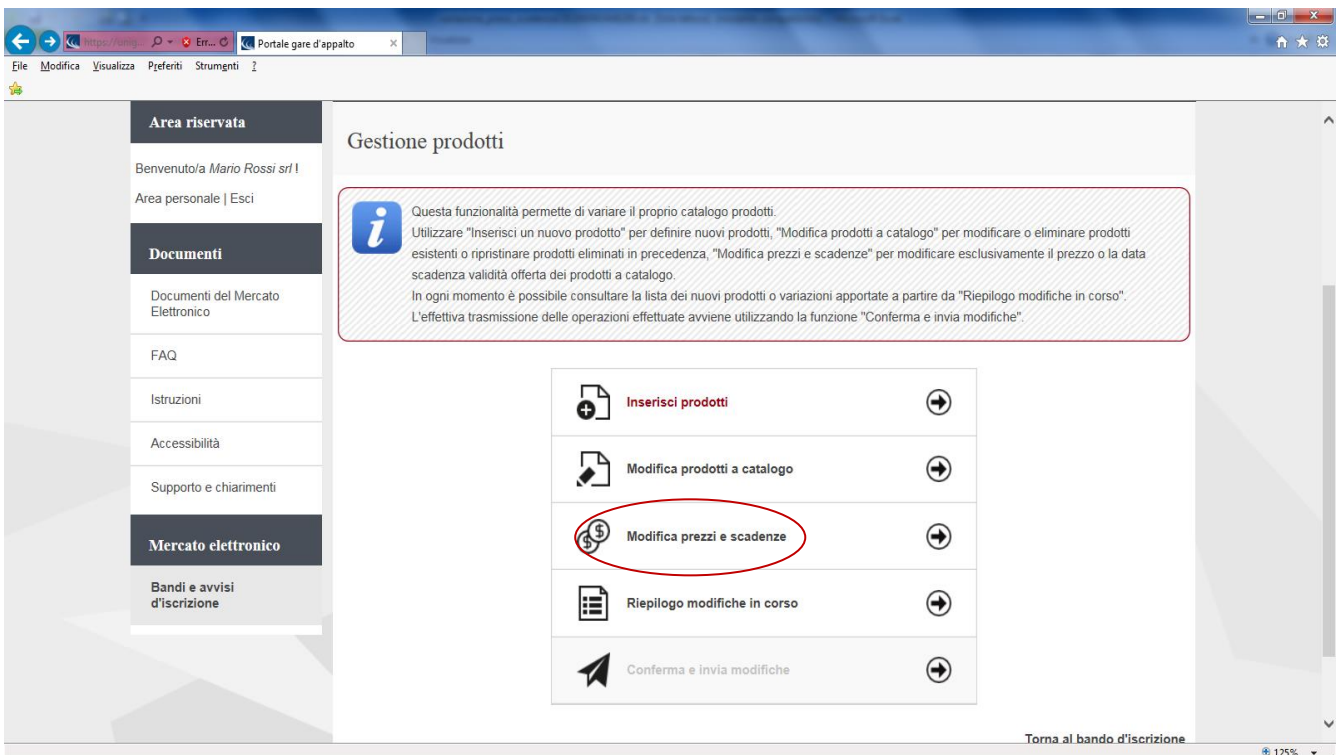 https://
Err...
Portale gare d'appalto
File Modifica Visualizza Preferiti Strumenti ?
Area riservata
Benvenuto/a Mario Rossi srl !
Area personale | Esci
Documenti
Documenti del Mercato
Elettronico
FAQ
Istruzioni
Accessibilità
Supporto e chiarimenti
Mercato elettronico
Bandi e avvisi
d'iscrizione
Gestione prodotti
Questa funzionalità permette di variare il proprio catalogo prodotti.
Utilizzare "Inserisci un nuovo prodotto" per definire nuovi prodotti, "Modifica prodotti a catalogo" per modificare o eliminare prodotti
esistenti o ripristinare prodotti eliminati in precedenza, "Modifica prezzi e scadenze" per modificare esclusivamente il prezzo o la data
scadenza validità offerta dei prodotti a catalogo.
In ogni momento è possibile consultare la lista dei nuovi prodotti o variazioni apportate a partire da "Riepilogo modifiche in corso".
L'effettiva trasmissione delle operazioni effettuate avviene utilizzando la funzione "Conferma e invia modifiche".
Inserisci prodotti
Modifica prodotti a catalogo
Modifica prezzi e scadenze
Riepilogo modifiche in corso
Conferma e invia modifiche
Torna al bando d'iscrizione
125%